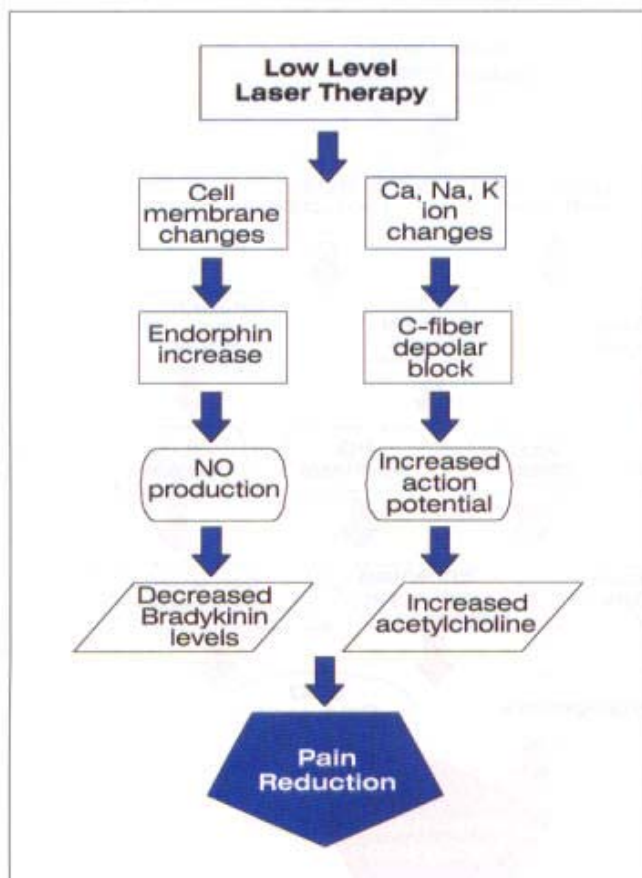 Low Level
Laser Therapy
Cell
membrane
changes
Ca, Na, K
ion
changes
Endorphin
increase
C-fiber
depolar
block
NO
production
Increased
action
potential
Decreased
Bradykinin
levels
Increased
acetylcholine
Pain
Reduction